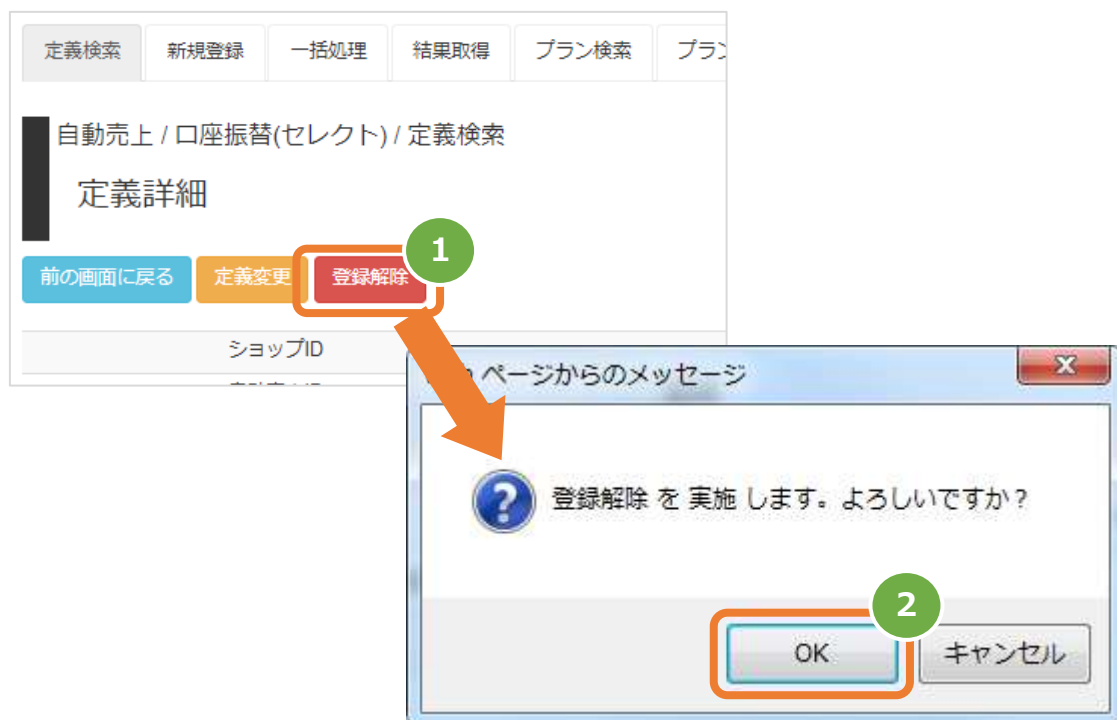 定義検索 新規登録 一括処理 結果取得 プラン検索 プラン
自動売上 / 口座振替(セレクト) / 定義検索
定義詳細
1
前の画面に戻る 定義変更 登録解除
ショップID
ページからのメッセージ
登録解除 を 実施 します。よろしいですか？
2
OK キャンセル